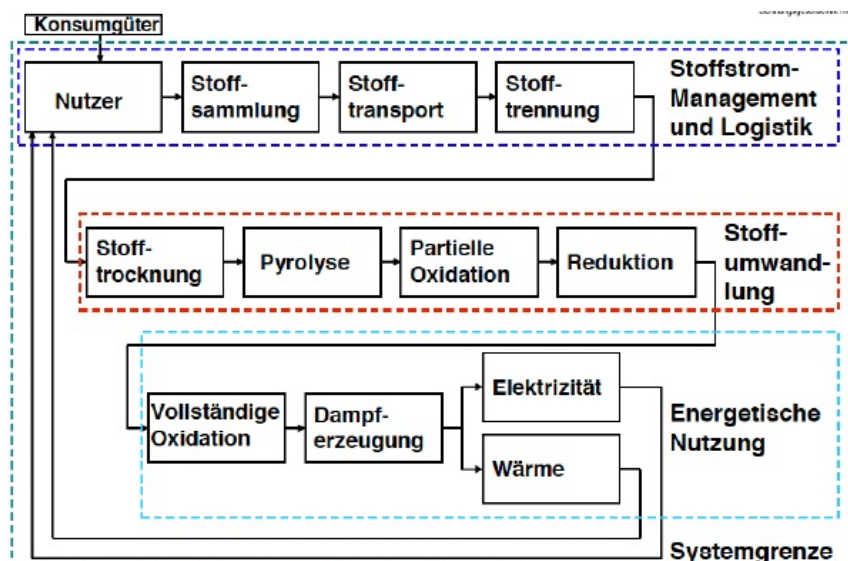 Konsumgüter
Nutzer
Stoff-
sammlung
Stoff-
transport
Stoff-
trennung
Stoffstrom-
Management
und Logistik
Stoff-
trocknung
Pyrolyse
Partielle
Oxidation
Reduktion
Stoff-
umwand-
lung
Vollständige
Oxidation
Dampf-
erzeugung
Elektrizität
Wärme
Energetische
Nutzung
Systemgrenze